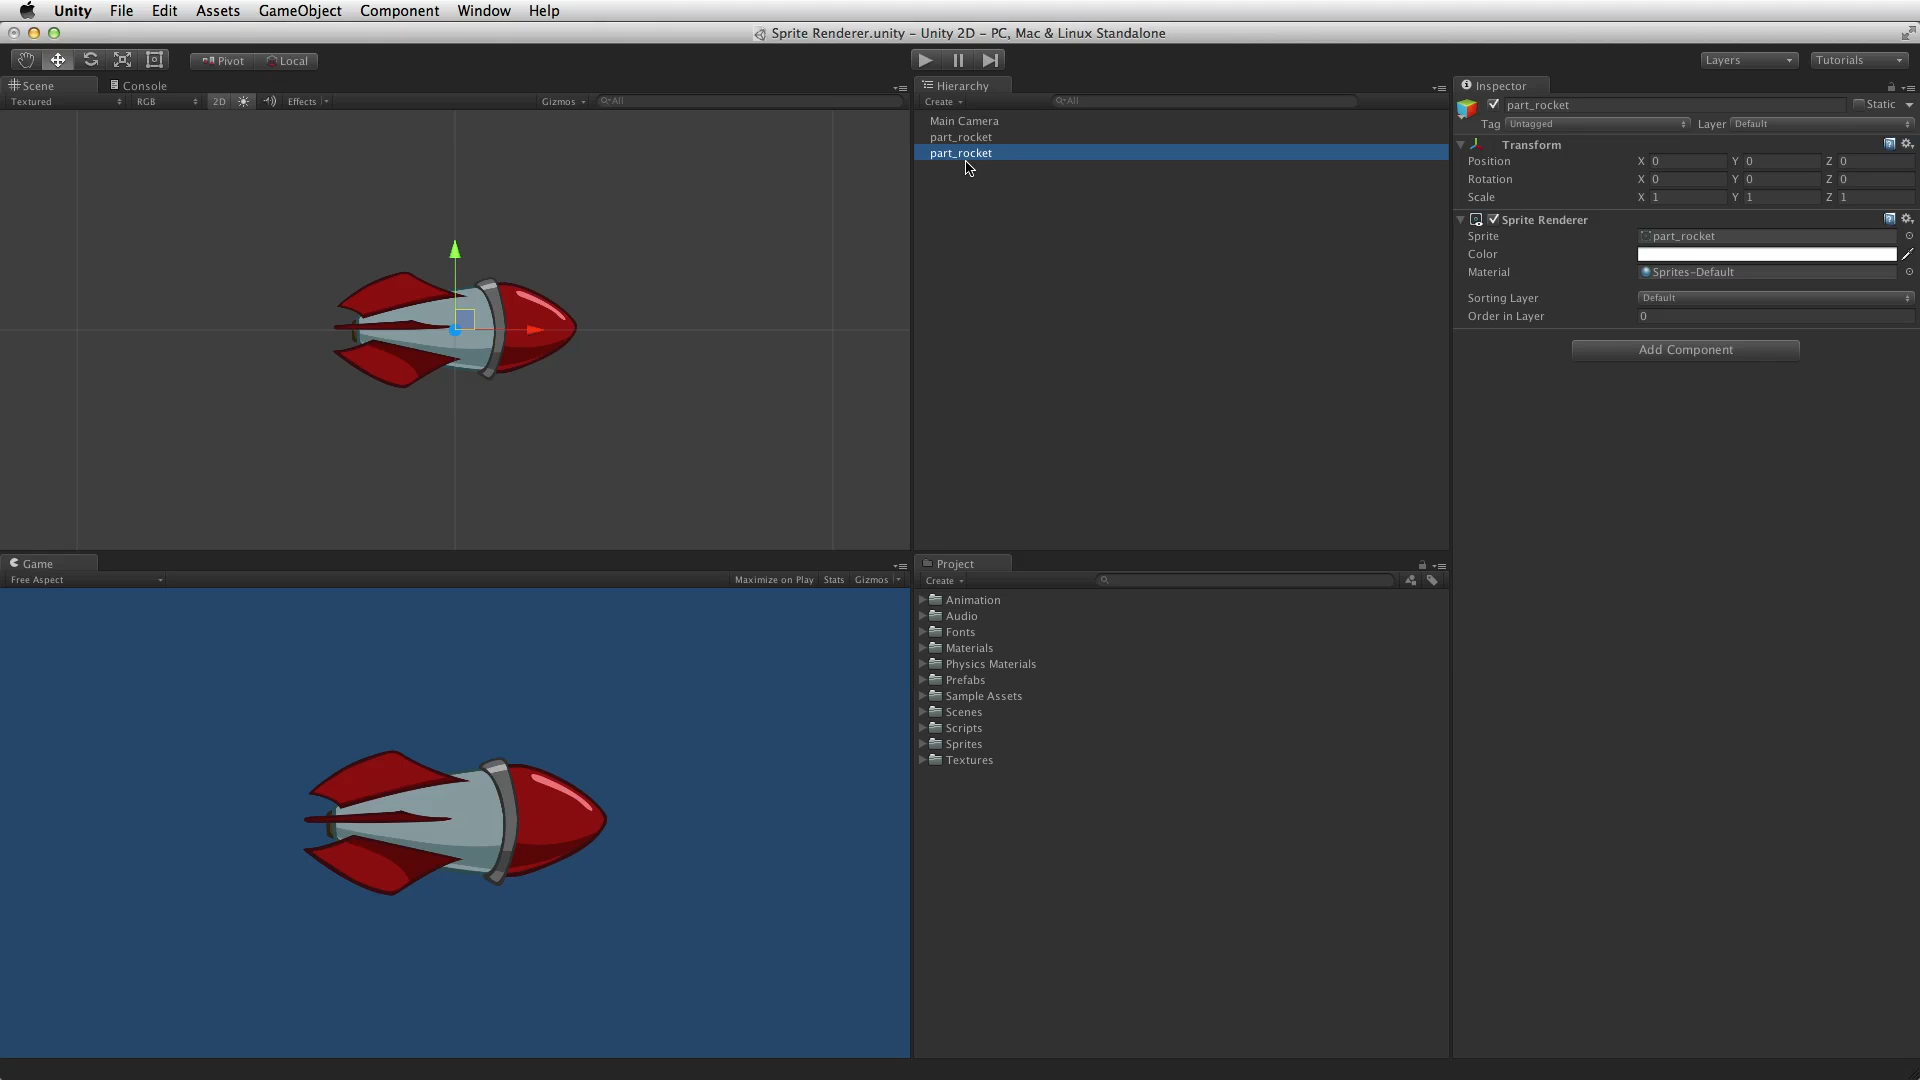 Unity File Edit Assets GameObject Component Window Help
Sprite Renderer.unity – Unity 2D – PC, Mac & Linux Standalone
Pivot Local Layers Tutorials
Scene Console
Textured RGB 2D Effects Gizmos All
Hierarchy
Create All
Main Camera
part_rocket
part_rocket
Inspector
part_rocket Static
Tag Untagged Layer Default
Transform
Position X 0 Y 0 Z 0
Rotation X 0 Y 0 Z 0
Scale X 1 Y 1 Z 1
Sprite Renderer
Sprite part_rocket
Color
Material Sprites-Default
Sorting Layer Default
Order in Layer 0
Add Component
Game
Free Aspect Maximize on Play Stats Gizmos
Project
Create
Animation
Audio
Fonts
Materials
Physics Materials
Prefabs
Sample Assets
Scenes
Scripts
Sprites
Textures